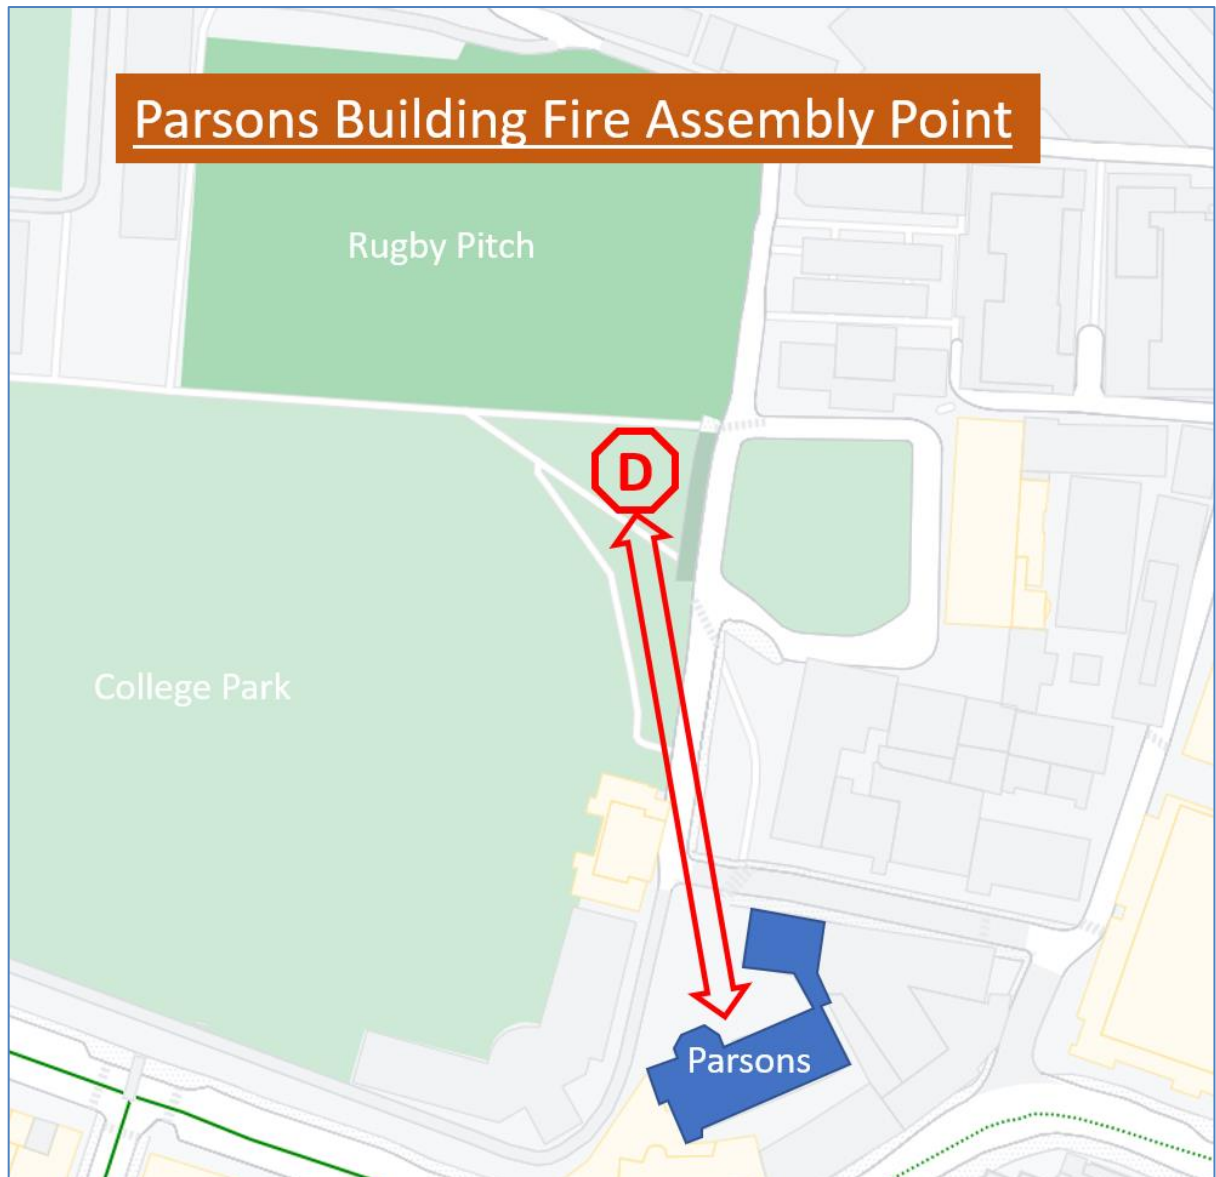 Parsons Building Fire Assembly Point
Rugby Pitch
D
College Park
Parsons